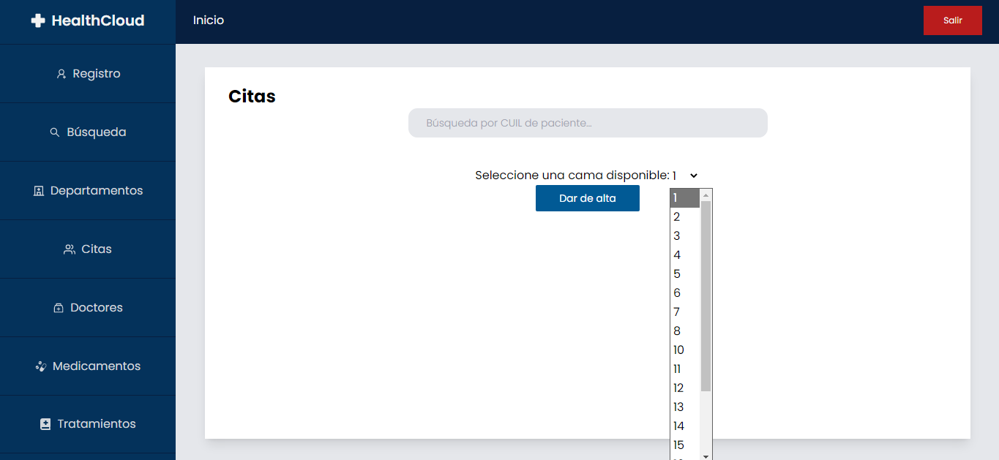 HealthCloud
Inicio
Salir
Registro
Búsqueda
Departamentos
Citas
Doctores
Medicamentos
Tratamientos
Citas
Búsqueda por CUIL de paciente...
Seleccione una cama disponible: 1
Dar de alta
1
2
3
4
5
6
7
8
10
11
12
13
14
15